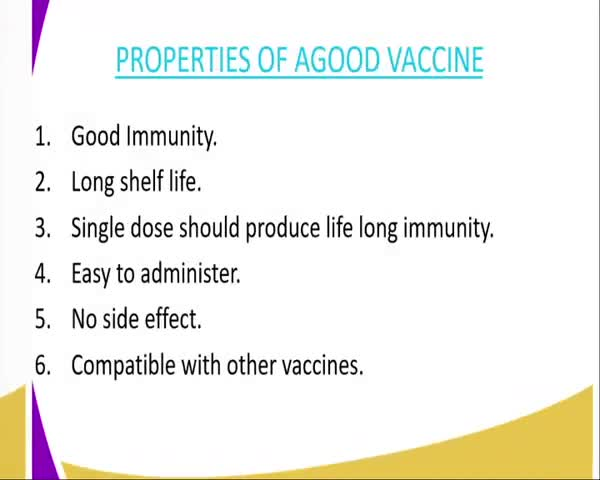 PROPERTIES OF AGOOD VACCINE
1. Good Immunity.
2. Long shelf life.
3. Single dose should produce life long immunity.
4. Easy to administer.
5. No side effect.
6. Compatible with other vaccines.